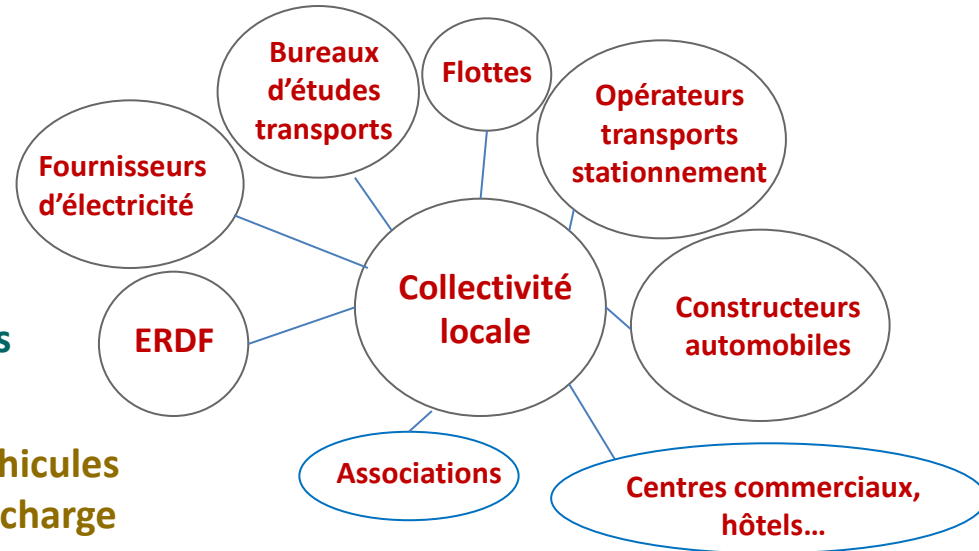 Bureaux
d'études
transports
Flottes
Opérateurs
transports
stationnement
Fournisseurs
d'électricité
Collectivité
locale
Constructeurs
automobiles
ERDF
Associations
Centres commerciaux,
hôtels…
charge